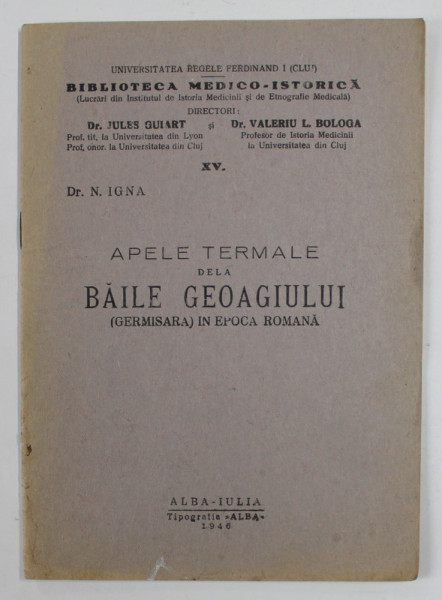 UNIVERSITATEA REGELE FERDINAND I (CLUJ)
BIBLIOTECA MEDICO-ISTORICĂ
(Lucrări din Institutul de Istoria Medicinii și de Etnografie Medicală)
DIRECTORI:
Dr. JULES GUIART și Dr. VALERIU L. BOLOGA
Prof. tit. la Universitatea din Lyon Profesor de Istoria Medicinii
Prof. onor. la Universitatea din Cluj la Universitatea din Cluj
XV.
Dr. N. IGNA
APELE TERMALE
DELA
BĂILE GEOAGIULUI
(GERMISARA) IN EPOCA ROMANĂ
ALBA-IULIA
Tipografia »ALBA«
1946